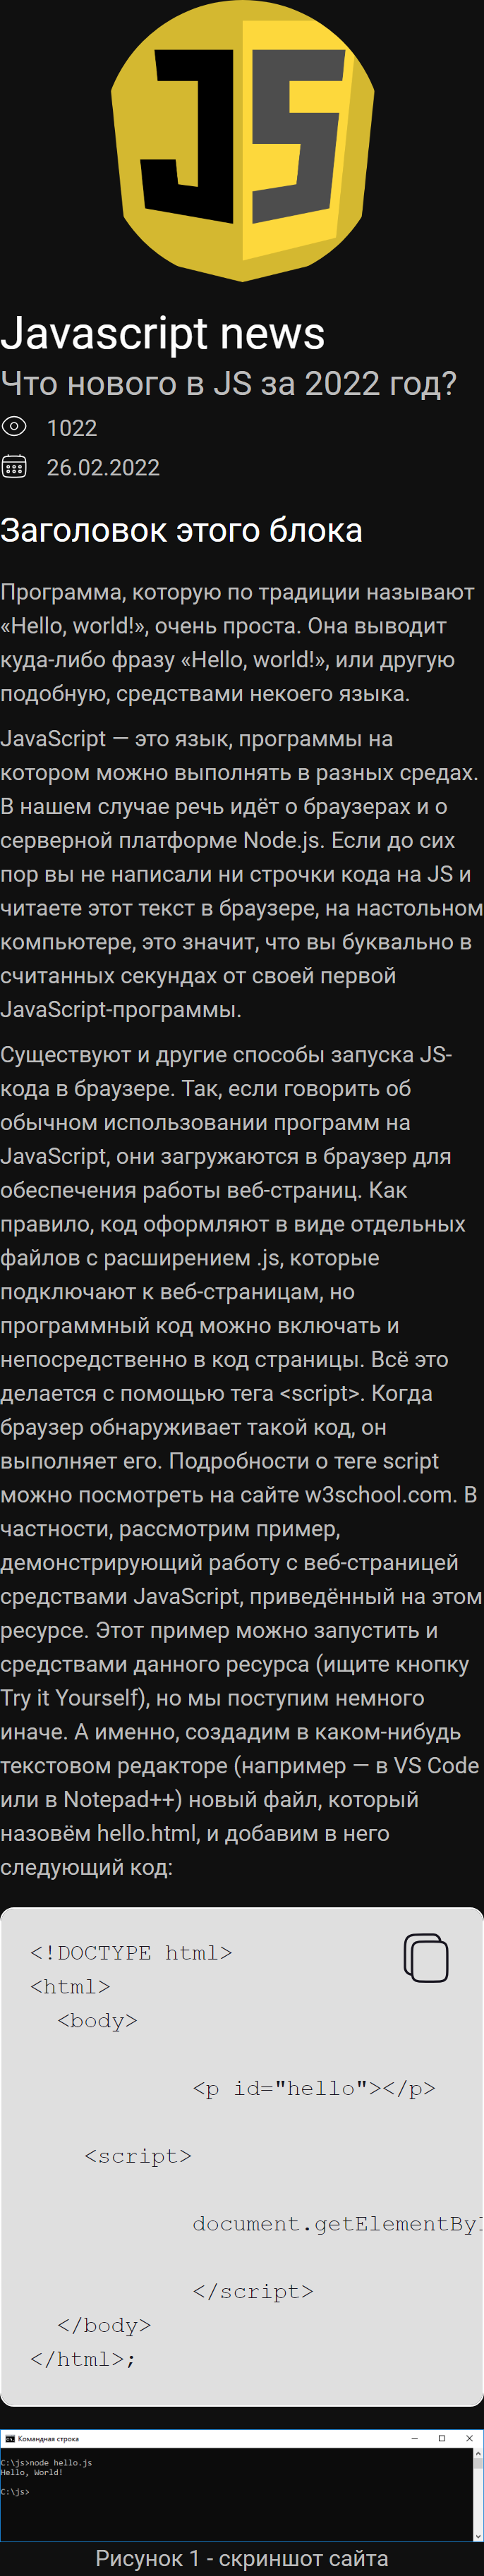 JS
Javascript news
Что нового в JS за 2022 год?
1022
26.02.2022
Заголовок этого блока
Программа, которую по традиции называют
«Hello, world!», очень проста. Она выводит
куда-либо фразу «Hello, world!», или другую
подобную, средствами некоего языка.
JavaScript — это язык, программы на
котором можно выполнять в разных средах.
В нашем случае речь идёт о браузерах и о
серверной платформе Node.js. Если до сих
пор вы не написали ни строчки кода на JS и
читаете этот текст в браузере, на настольном
компьютере, это значит, что вы буквально в
считанных секундах от своей первой
JavaScript-программы.
Существуют и другие способы запуска JS-
кода в браузере. Так, если говорить об
обычном использовании программ на
JavaScript, они загружаются в браузер для
обеспечения работы веб-страниц. Как
правило, код оформляют в виде отдельных
файлов с расширением .js, которые
подключают к веб-страницам, но
программный код можно включать и
непосредственно в код страницы. Всё это
делается с помощью тега <script>. Когда
браузер обнаруживает такой код, он
выполняет его. Подробности о теге script
можно посмотреть на сайте w3school.com. В
частности, рассмотрим пример,
демонстрирующий работу с веб-страницей
средствами JavaScript, приведённый на этом
ресурсе. Этот пример можно запустить и
средствами данного ресурса (ищите кнопку
Try it Yourself), но мы поступим немного
иначе. А именно, создадим в каком-нибудь
текстовом редакторе (например — в VS Code
или в Notepad++) новый файл, который
назовём hello.html, и добавим в него
следующий код:
<!DOCTYPE html>
<html>
<body>
<p id="hello"></p>
<script>
document.getElementBy
</script>
</body>
</html>;
Командная строка
C:\js>node hello.js
Hello, World!
C:\js>
Рисунок 1 - скриншот сайта